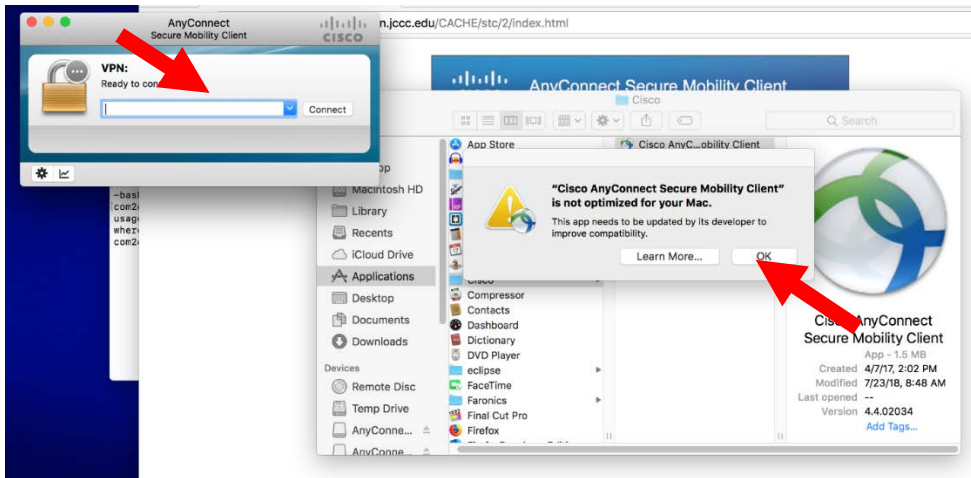 AnyConnect
Secure Mobility Client
CISCO
VPN:
Ready to con
Connect
n.jccc.edu/CACHE/stc/2/index.html
AnyConnect Secure Mobility Client
Cisco
Search
-bas
com2
usag
wher
com2
Macintosh HD
Library
Recents
iCloud Drive
Applications
Desktop
Documents
Downloads
Devices
Remote Disc
Temp Drive
AnyConne...
AnyConne...
App Store
Cisco
Compressor
Contacts
Dashboard
Dictionary
DVD Player
eclipse
FaceTime
Faronics
Final Cut Pro
Firefox
Cisco AnyC...obility Client
"Cisco AnyConnect Secure Mobility Client"
is not optimized for your Mac.
This app needs to be updated by its developer to
improve compatibility.
Learn More...
OK
Cisco AnyConnect
Secure Mobility Client
App - 1.5 MB
Created 4/7/17, 2:02 PM
Modified 7/23/18, 8:48 AM
Last opened --
Version 4.4.02034
Add Tags...